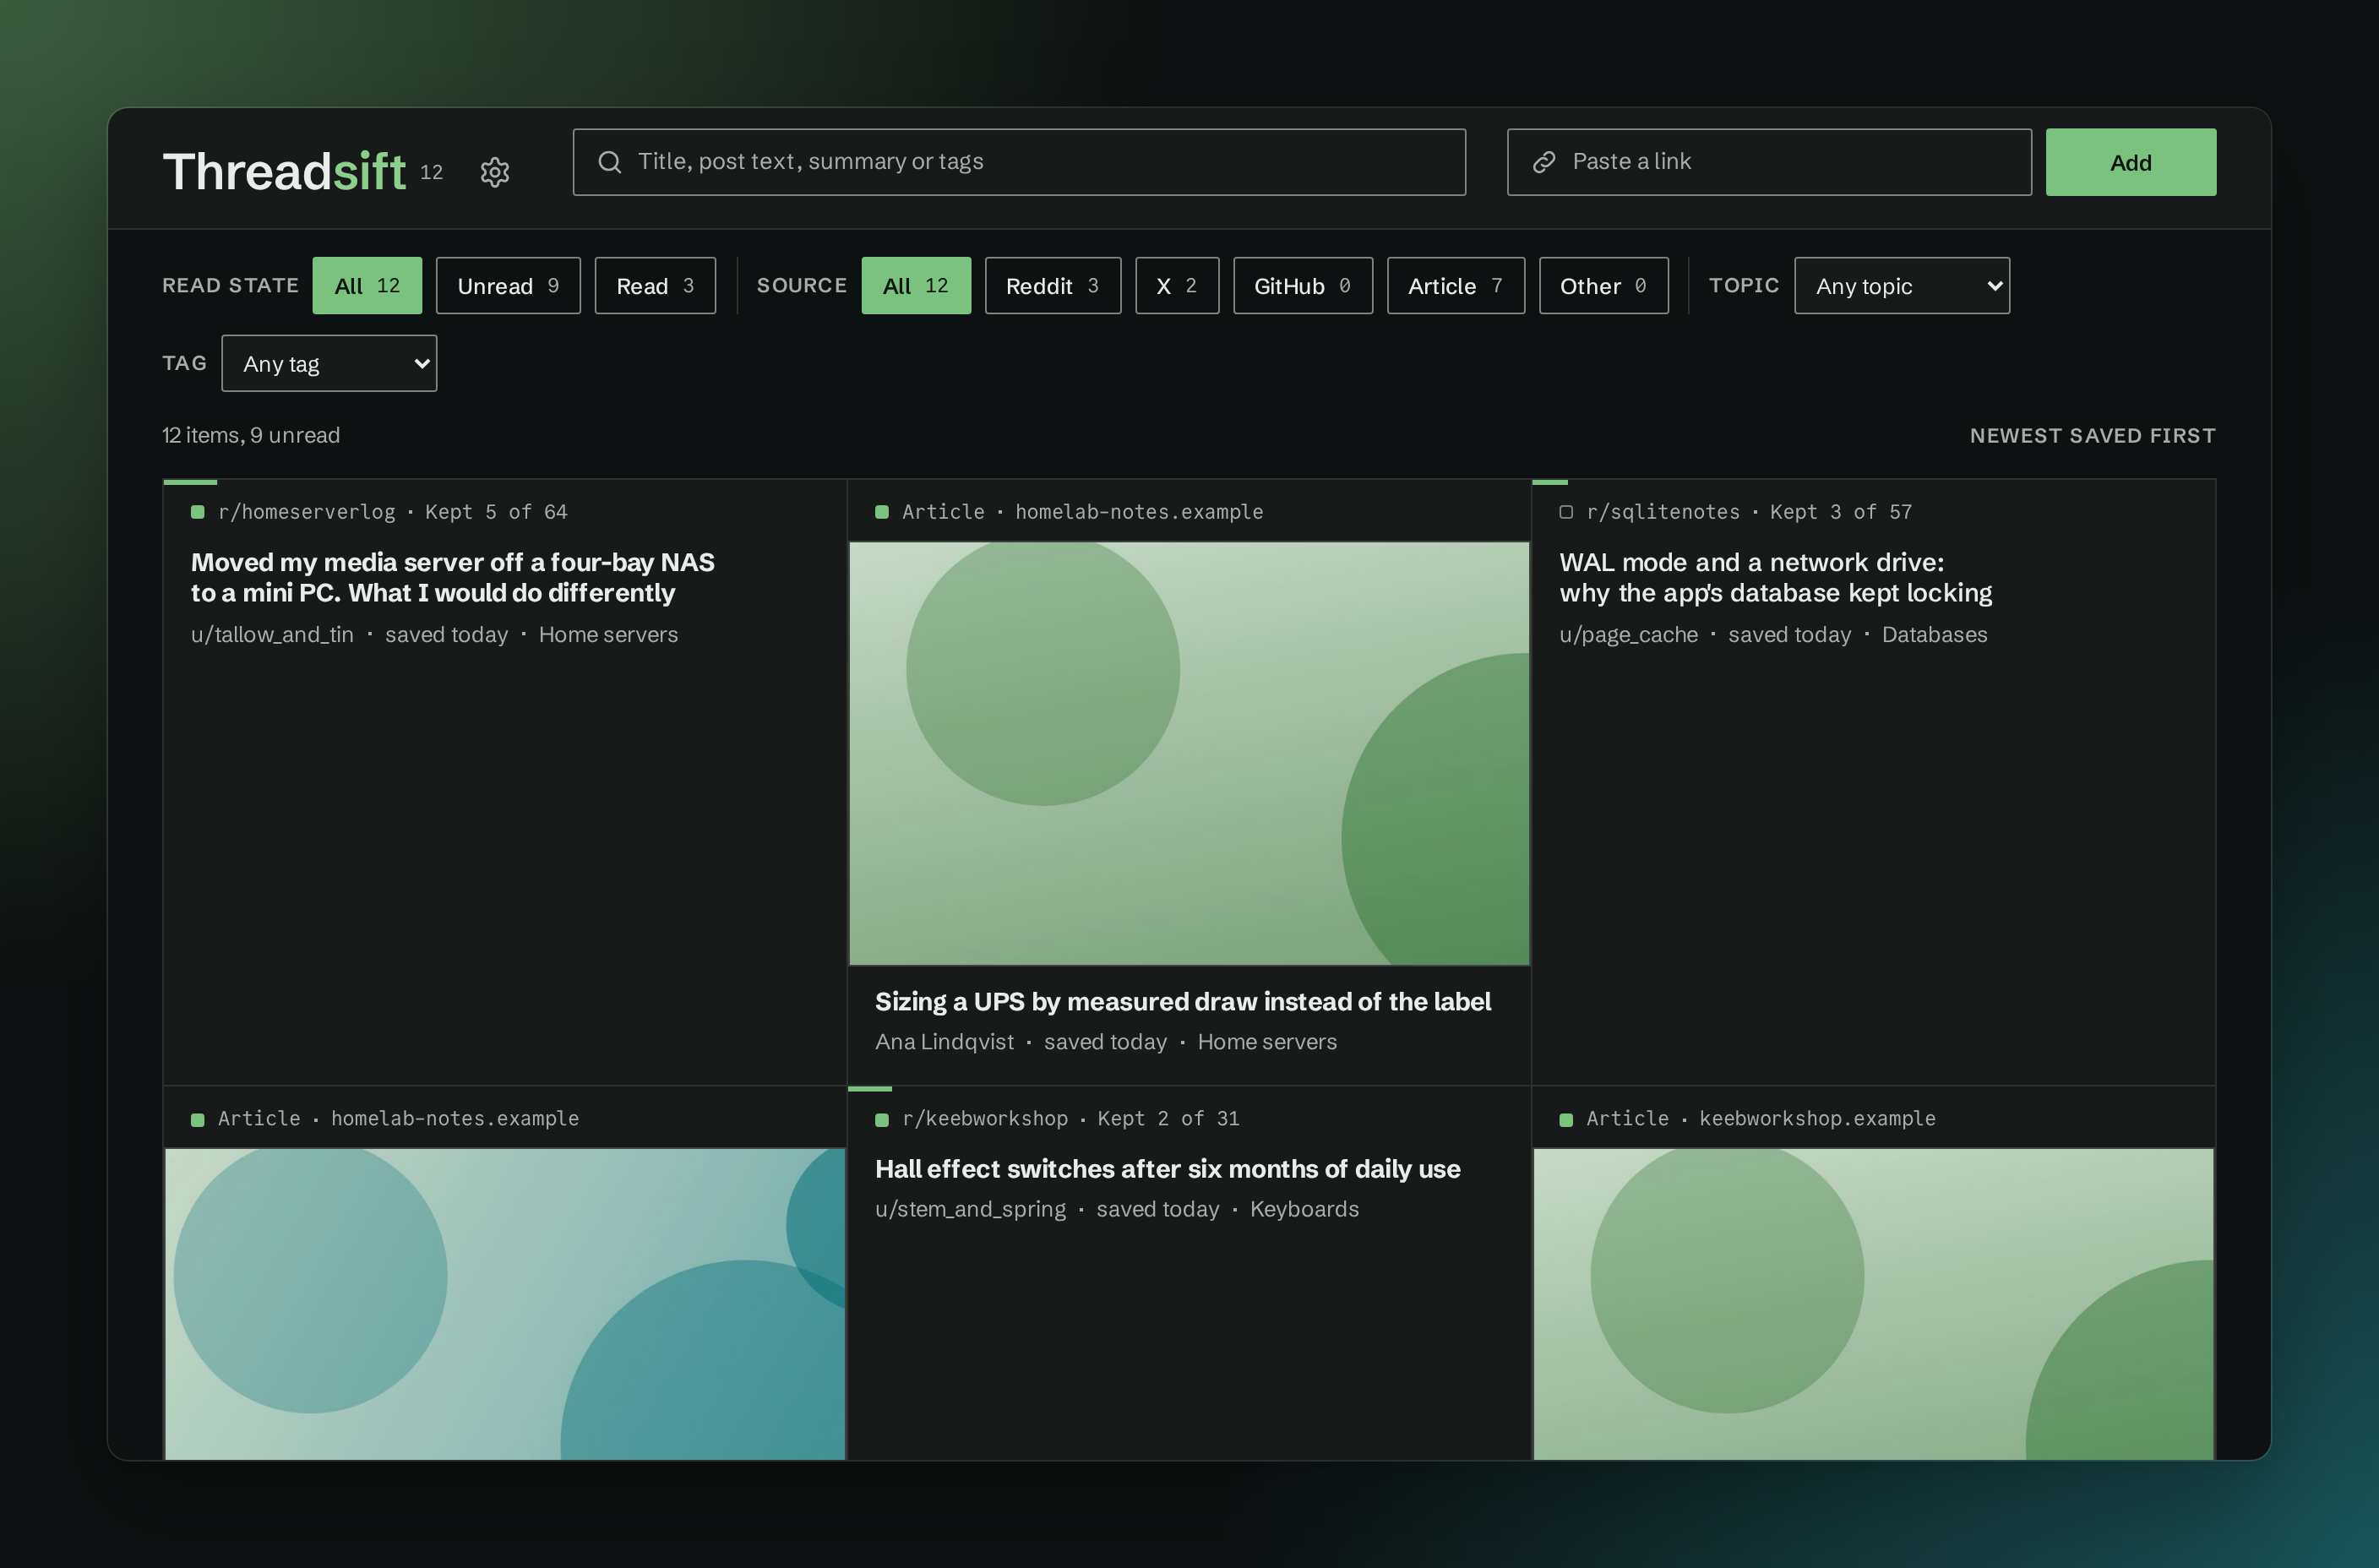 Threadsift 12
Title, post text, summary or tags
Paste a link
Add
READ STATE All 12 Unread 9 Read 3 SOURCE All 12 Reddit 3 X 2 GitHub 0 Article 7 Other 0 TOPIC Any topic
TAG Any tag
12 items, 9 unread
NEWEST SAVED FIRST
r/homeserverlog · Kept 5 of 64
Moved my media server off a four-bay NAS
to a mini PC. What I would do differently
u/tallow_and_tin · saved today · Home servers
Article · homelab-notes.example
Sizing a UPS by measured draw instead of the label
Ana Lindqvist · saved today · Home servers
r/sqlitenotes · Kept 3 of 57
WAL mode and a network drive:
why the app's database kept locking
u/page_cache · saved today · Databases
Article · homelab-notes.example
r/keebworkshop · Kept 2 of 31
Hall effect switches after six months of daily use
u/stem_and_spring · saved today · Keyboards
Article · keebworkshop.example